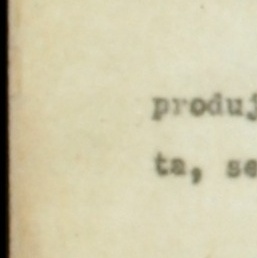 produj
ta, se